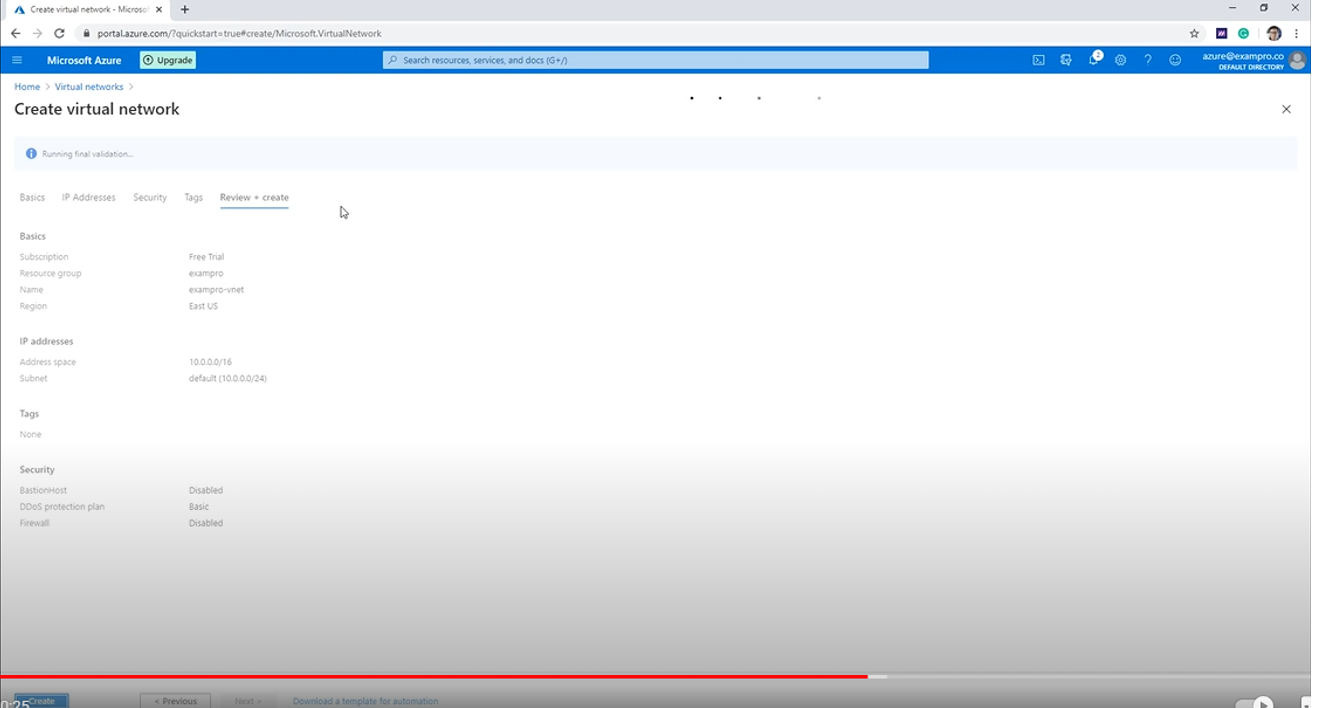 Create virtual network - Microso
portal.azure.com/?quickstart=true#create/Microsoft.VirtualNetwork
Microsoft Azure
Upgrade
Search resources, services, and docs (G+/)
2
azure@exampro.co
DEFAULT DIRECTORY
Home > Virtual networks >
Create virtual network
Running final validation...
Basics IP Addresses Security Tags Review + create
Basics
Subscription Free Trial
Resource group exampro
Name exampro-vnet
Region East US
IP addresses
Address space 10.0.0.0/16
Subnet default (10.0.0.0/24)
Tags
None
Security
BastionHost Disabled
DDoS protection plan Basic
Firewall Disabled
Create < Previous Next > Download a template for automation
0:25